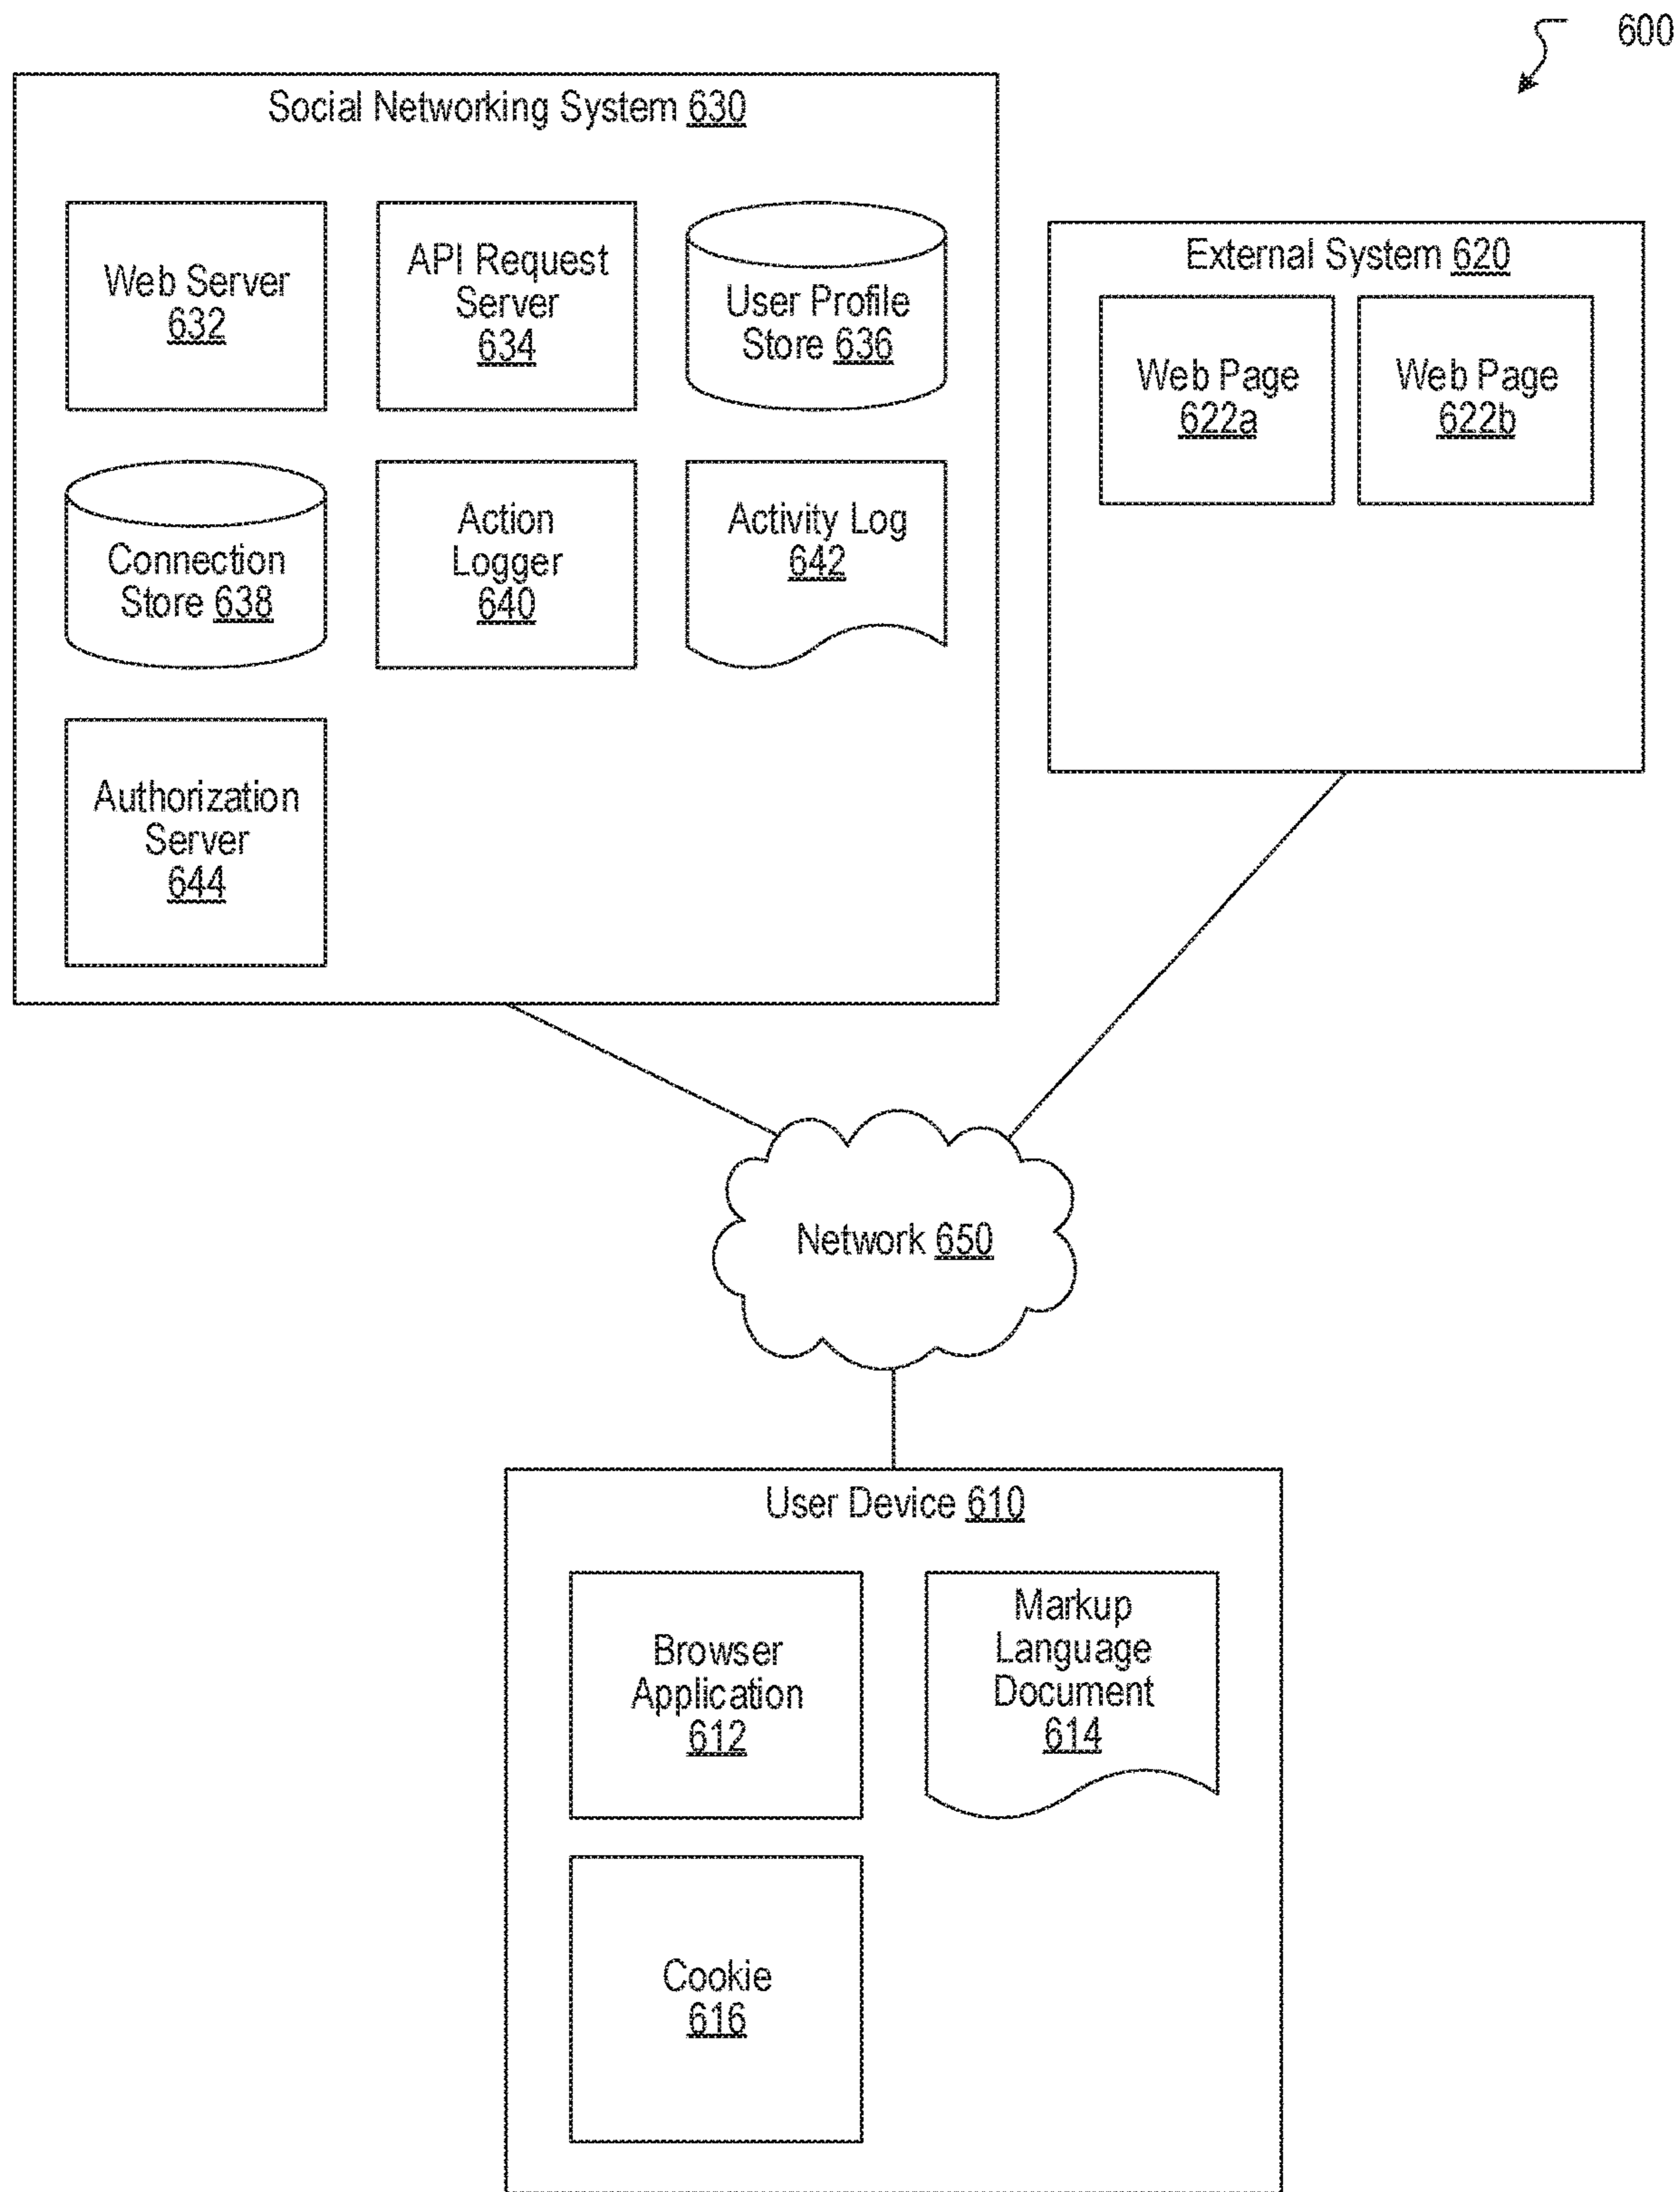 600
Social Networking System 630
Web Server
632
API Request
Server
634
User Profile
Store 636
Connection
Store 638
Action
Logger
640
Activity Log
642
Authorization
Server
644
External System 620
Web Page
622a
Web Page
622b
Network 650
User Device 610
Browser
Application
612
Markup
Language
Document
614
Cookie
616